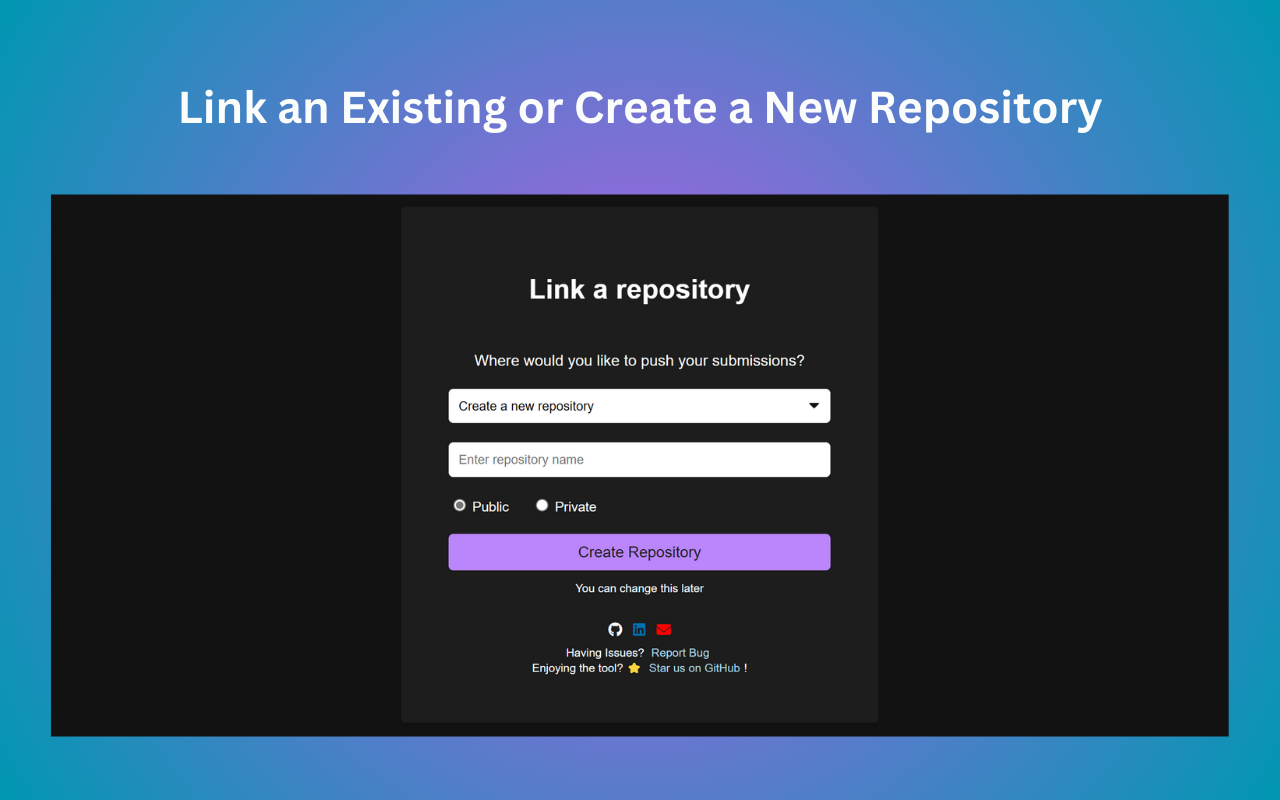 Link an Existing or Create a New Repository
Link a repository
Where would you like to push your submissions?
Create a new repository
Enter repository name
Public Private
Create Repository
You can change this later
in
Having Issues? Report Bug
Enjoying the tool? ⭐ Star us on GitHub !